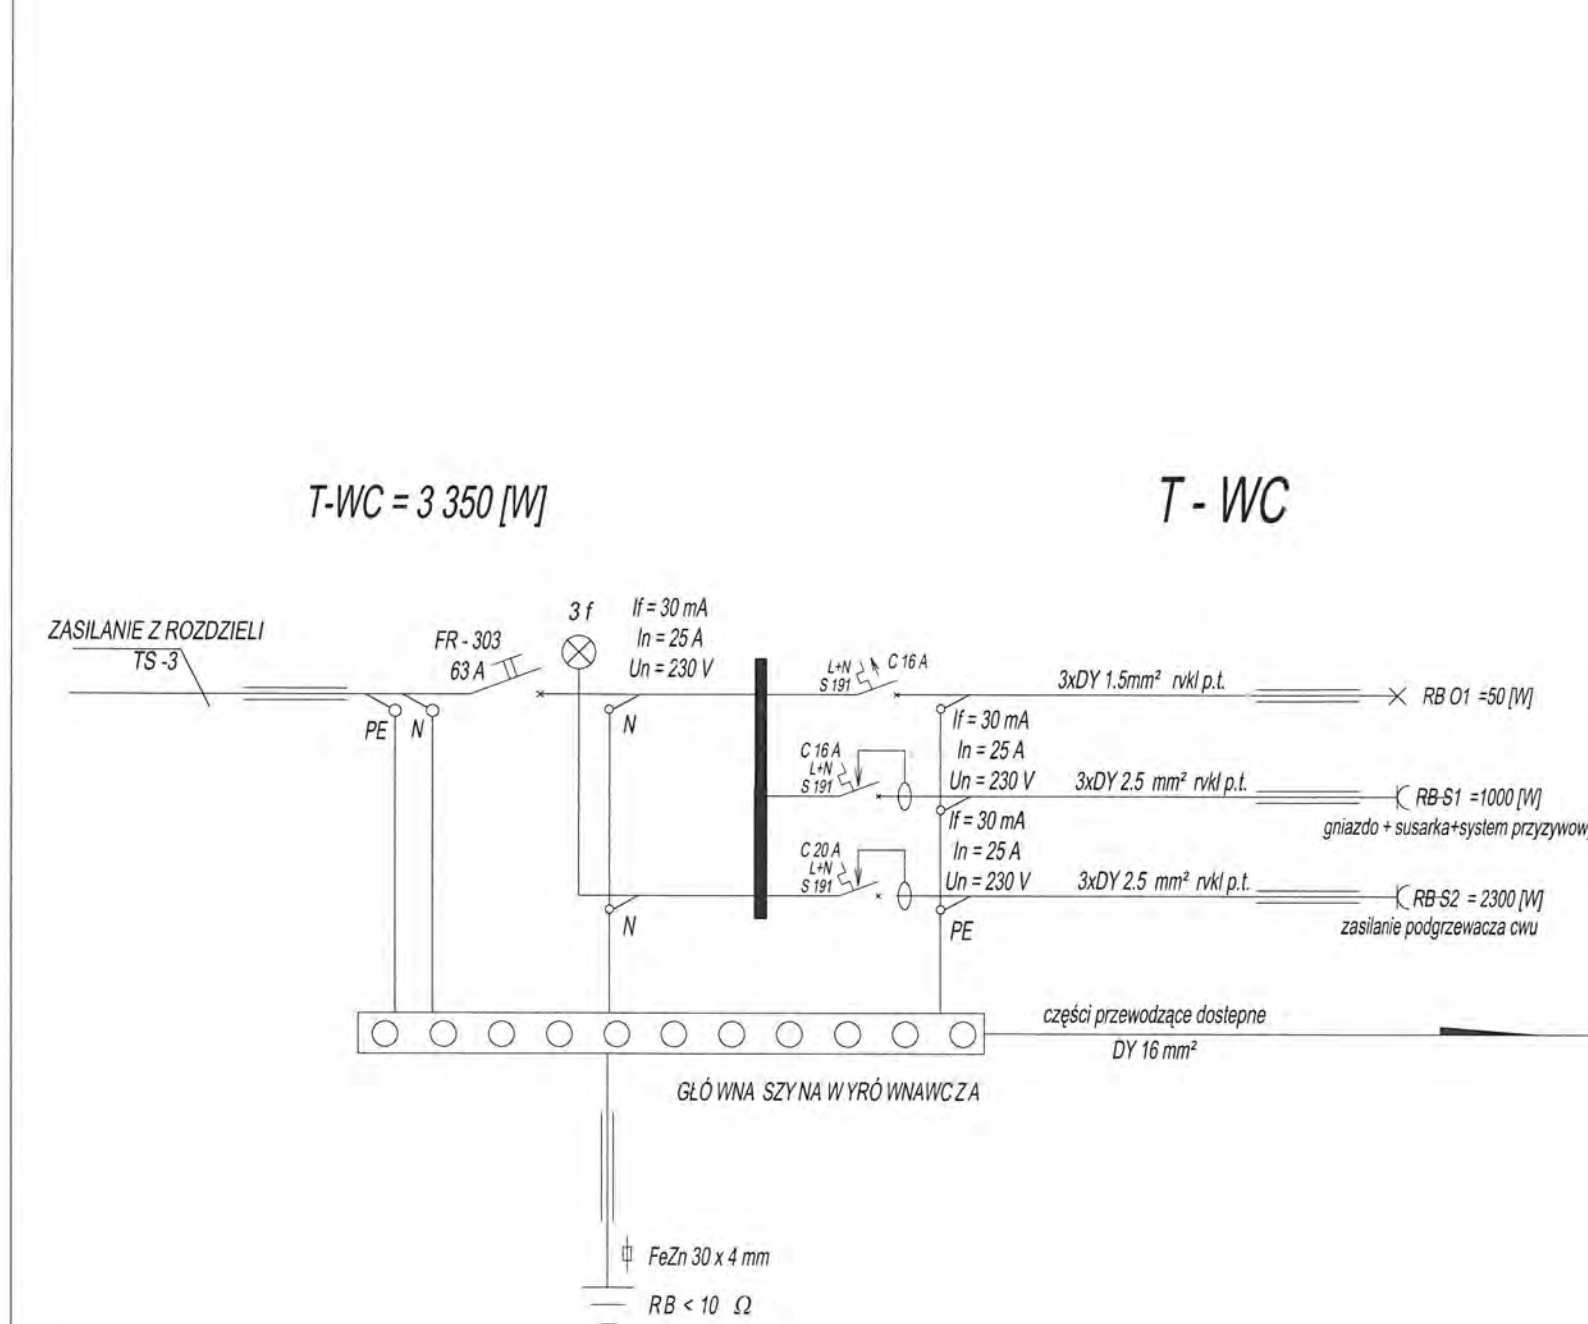 T-WC = 3 350 [W]
T - WC
ZASILANIE Z ROZDZIELI
TS -3
FR - 303
63 A
3 f
If = 30 mA
In = 25 A
Un = 230 V
PE
N
N
N
L+N
S 191
C 16 A
3xDY 1.5mm² rvkl p.t.
RB O1 =50 [W]
If = 30 mA
In = 25 A
Un = 230 V
C 16 A
L+N
S 191
3xDY 2.5 mm² rvkl p.t.
RB S1 =1000 [W]
gniazdo + susarka+system przyzywow
If = 30 mA
In = 25 A
Un = 230 V
C 20 A
L+N
S 191
3xDY 2.5 mm² rvkl p.t.
RB S2 = 2300 [W]
zasilanie podgrzewacza cwu
PE
części przewodzące dostepne
DY 16 mm²
GŁÓWNA SZYNA WYRÓWNAWCZA
FeZn 30 x 4 mm
RB < 10 Ω